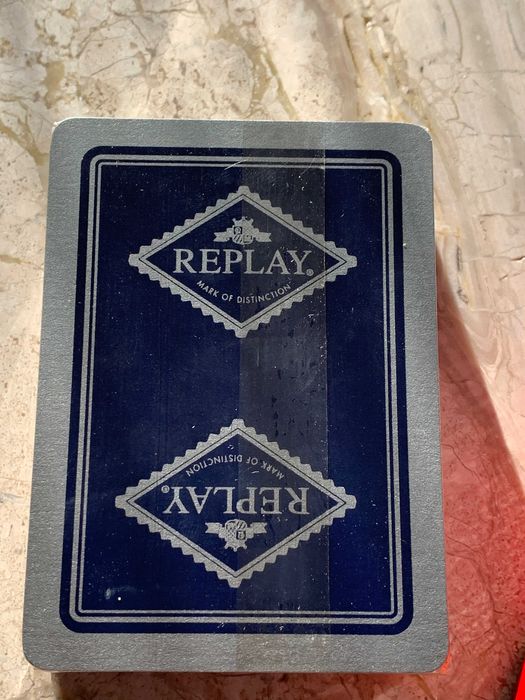 REPLAY®
MARK OF DISTINCTION
MARK OF DISTINCTION
REPLAY®